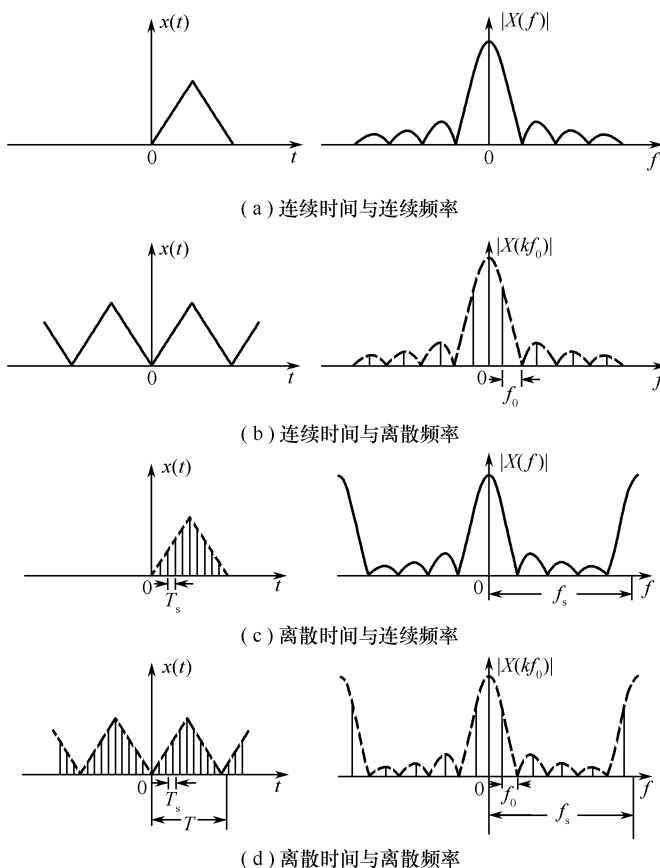 x(t) |X(f)|
0 t 0 f
( a ) 连续时间与连续频率
x(t) |X(kf₀)|
0 t 0 f
f₀
( b ) 连续时间与离散频率
x(t) |X(f)|
0 t 0 f
Tₛ fₛ
( c ) 离散时间与连续频率
x(t) |X(kf₀)|
0 t 0 f
Tₛ f₀
T fₛ
( d ) 离散时间与离散频率